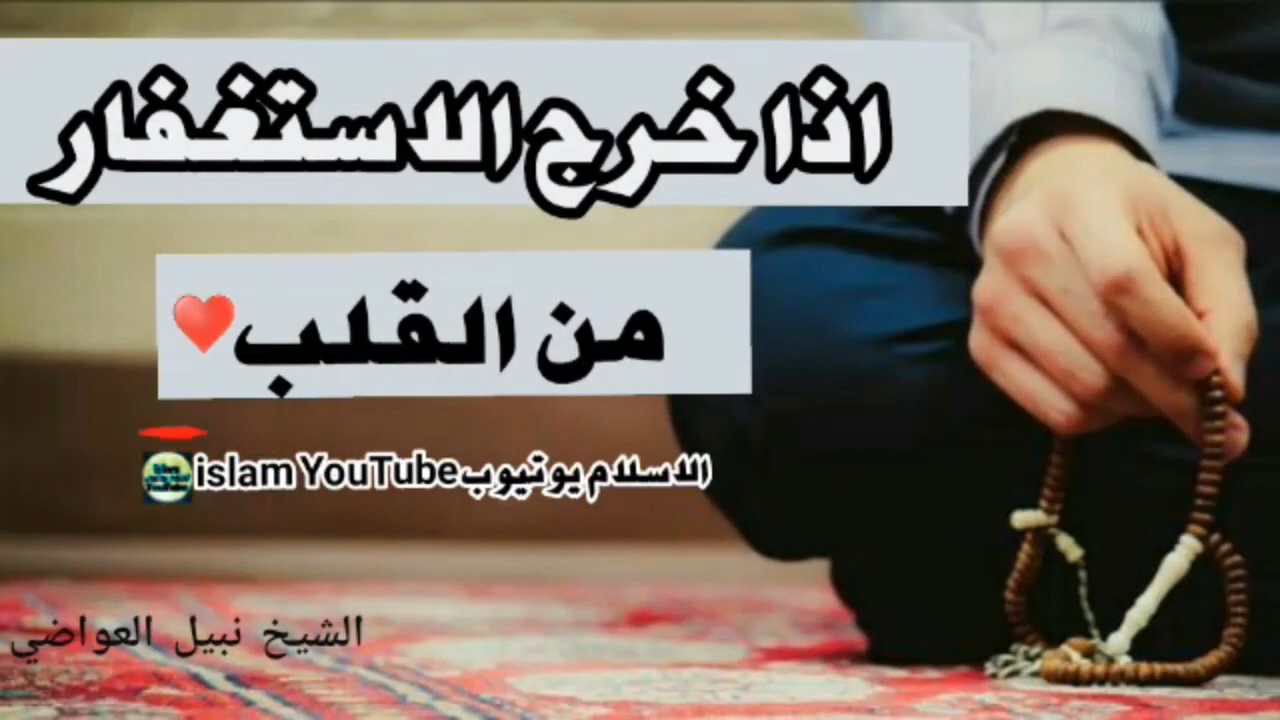 اذا خرج الاستغفار
من القلب♥
الاسلام يوتيوب islam YouTube
الشيخ نبيل العواضي